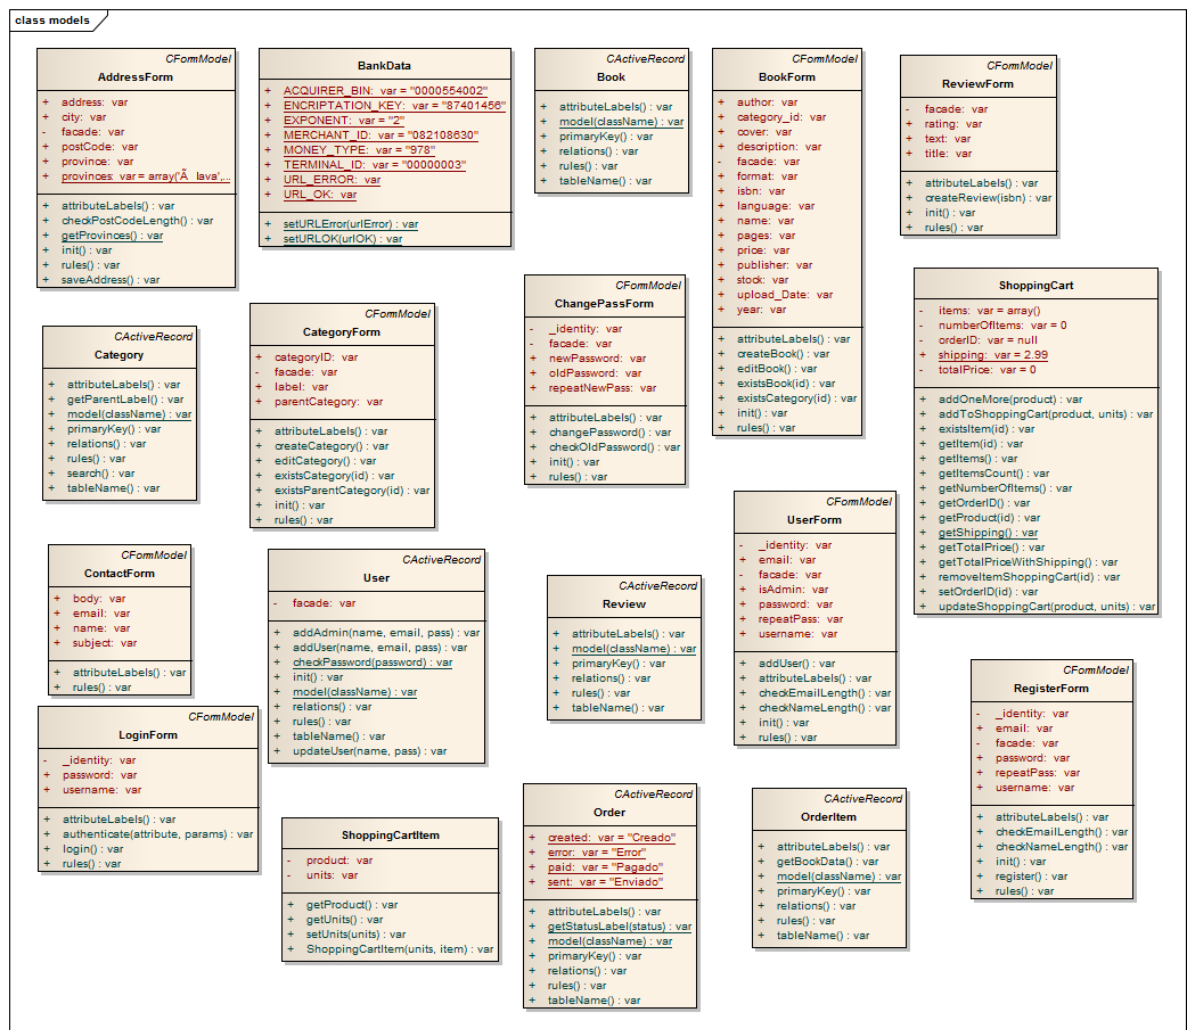 class models
CFormModel
AddressForm
+ address: var
+ city: var
- facade: var
+ postCode: var
+ province: var
+ provinces: var = array('Ã lava',...
+ attributeLabels() : var
+ checkPostCodeLength() : var
+ getProvinces() : var
+ init() : var
+ rules() : var
+ saveAddress() : var
BankData
+ ACQUIRER_BIN: var = "0000554002"
+ ENCRIPTATION_KEY: var = "87401456"
+ EXPONENT: var = "2"
+ MERCHANT_ID: var = "082108630"
+ MONEY_TYPE: var = "978"
+ TERMINAL_ID: var = "00000003"
+ URL_ERROR: var
+ URL_OK: var
+ setURLError(urlError) : var
+ setURLOK(urlOK) : var
CActiveRecord
Book
+ attributeLabels() : var
+ model(className) : var
+ primaryKey() : var
+ relations() : var
+ rules() : var
+ tableName() : var
CFormModel
BookForm
+ author: var
+ category_id: var
+ cover: var
+ description: var
- facade: var
+ format: var
+ isbn: var
+ language: var
+ name: var
+ pages: var
+ price: var
+ publisher: var
+ stock: var
+ upload_Date: var
+ year: var
+ attributeLabels() : var
+ createBook() : var
+ editBook() : var
+ existsBook(id) : var
+ existsCategory(id) : var
+ init() : var
+ rules() : var
CFormModel
ReviewForm
- facade: var
+ rating: var
+ text: var
+ title: var
+ attributeLabels() : var
+ createReview(isbn) : var
+ init() : var
+ rules() : var
CActiveRecord
Category
+ attributeLabels() : var
+ getParentLabel() : var
+ model(className) : var
+ primaryKey() : var
+ relations() : var
+ rules() : var
+ search() : var
+ tableName() : var
CFormModel
CategoryForm
+ categoryID: var
- facade: var
+ label: var
+ parentCategory: var
+ attributeLabels() : var
+ createCategory() : var
+ editCategory() : var
+ existsCategory(id) : var
+ existsParentCategory(id) : var
+ init() : var
+ rules() : var
CFormModel
ChangePassForm
- _identity: var
- facade: var
+ newPassword: var
+ oldPassword: var
+ repeatNewPass: var
+ attributeLabels() : var
+ changePassword() : var
+ checkOldPassword() : var
+ init() : var
+ rules() : var
ShoppingCart
- items: var = array()
- numberOfItems: var = 0
- orderID: var = null
+ shipping: var = 2.99
- totalPrice: var = 0
+ addOneMore(product) : var
+ addToShoppingCart(product, units) : var
+ existsItem(id) : var
+ getItem(id) : var
+ getItems() : var
+ getItemsCount() : var
+ getNumberOfItems() : var
+ getOrderID() : var
+ getProduct(id) : var
+ getShipping() : var
+ getTotalPrice() : var
+ getTotalPriceWithShipping() : var
+ removeItemShoppingCart(id) : var
+ setOrderID(id) : var
+ updateShoppingCart(product, units) : var
CFormModel
ContactForm
+ body: var
+ email: var
+ name: var
+ subject: var
+ attributeLabels() : var
+ rules() : var
CActiveRecord
User
- facade: var
+ addAdmin(name, email, pass) : var
+ addUser(name, email, pass) : var
+ checkPassword(password) : var
+ init() : var
+ model(className) : var
+ relations() : var
+ rules() : var
+ tableName() : var
+ updateUser(name, pass) : var
CActiveRecord
Review
+ attributeLabels() : var
+ model(className) : var
+ primaryKey() : var
+ relations() : var
+ rules() : var
+ tableName() : var
CFormModel
UserForm
- _identity: var
+ email: var
- facade: var
+ isAdmin: var
+ password: var
+ repeatPass: var
+ username: var
+ addUser() : var
+ attributeLabels() : var
+ checkEmailLength() : var
+ checkNameLength() : var
+ init() : var
+ rules() : var
CFormModel
RegisterForm
- _identity: var
+ email: var
- facade: var
+ password: var
+ repeatPass: var
+ username: var
+ attributeLabels() : var
+ checkEmailLength() : var
+ checkNameLength() : var
+ init() : var
+ register() : var
+ rules() : var
CFormModel
LoginForm
- _identity: var
+ password: var
+ username: var
+ attributeLabels() : var
+ authenticate(attribute, params) : var
+ login() : var
+ rules() : var
ShoppingCartItem
- product: var
- units: var
+ getProduct() : var
+ getUnits() : var
+ setUnits(units) : var
+ ShoppingCartItem(units, item) : var
CActiveRecord
Order
+ created: var = "Creado"
+ error: var = "Error"
+ paid: var = "Pagado"
+ sent: var = "Enviado"
+ attributeLabels() : var
+ getStatusLabel(status) : var
+ model(className) : var
+ primaryKey() : var
+ relations() : var
+ rules() : var
+ tableName() : var
CActiveRecord
OrderItem
+ attributeLabels() : var
+ getBookData() : var
+ model(className) : var
+ primaryKey() : var
+ relations() : var
+ rules() : var
+ tableName() : var